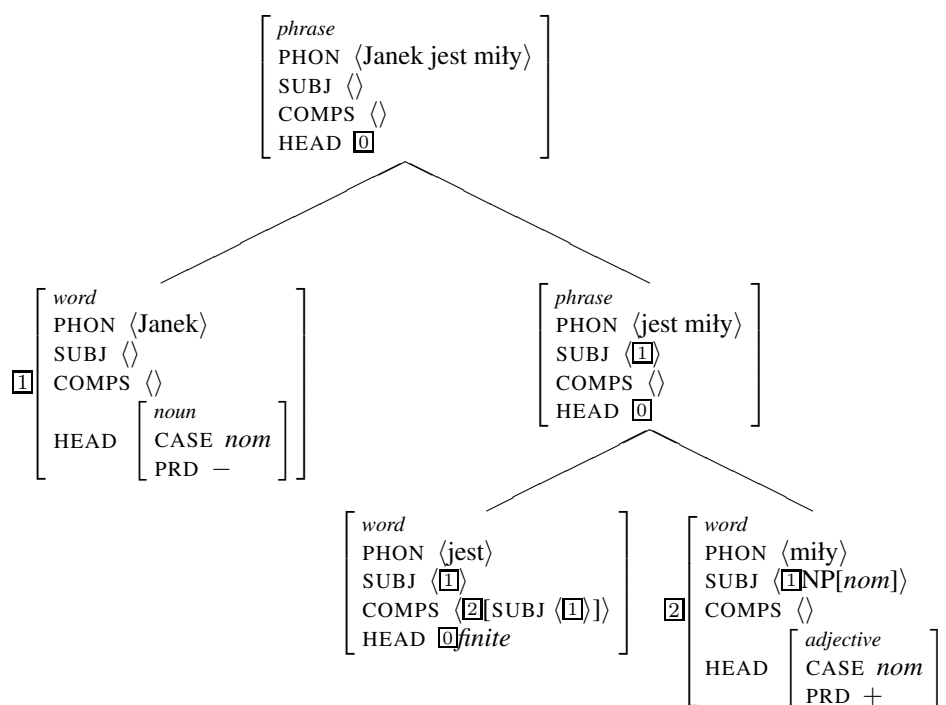 phrase
PHON ⟨Janek jest miły⟩
SUBJ ⟨⟩
COMPS ⟨⟩
HEAD 0
1
word
PHON ⟨Janek⟩
SUBJ ⟨⟩
COMPS ⟨⟩
HEAD
noun
CASE nom
PRD −
phrase
PHON ⟨jest miły⟩
SUBJ ⟨1⟩
COMPS ⟨⟩
HEAD 0
word
PHON ⟨jest⟩
SUBJ ⟨1⟩
COMPS ⟨2[SUBJ ⟨1⟩]⟩
HEAD 0finite
2
word
PHON ⟨miły⟩
SUBJ ⟨1NP[nom]⟩
COMPS ⟨⟩
HEAD
adjective
CASE nom
PRD +